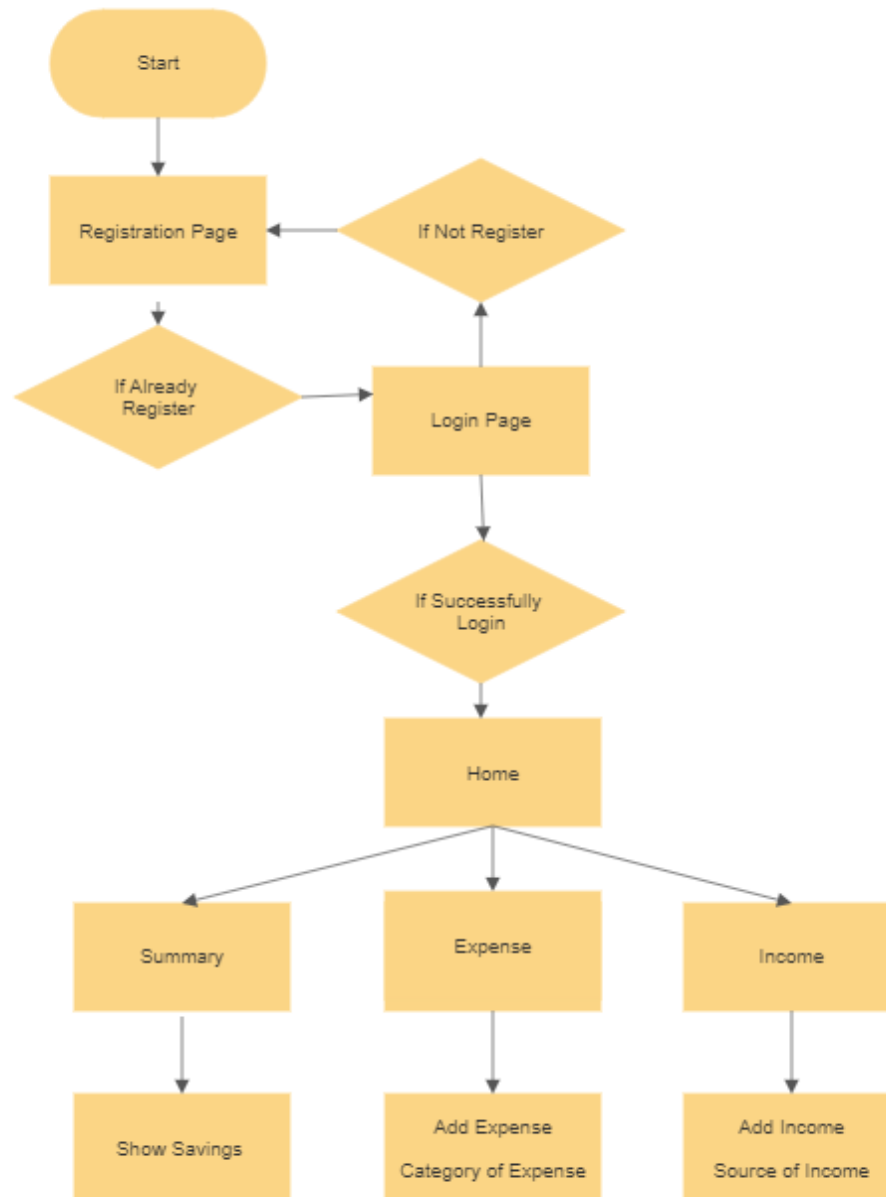 Start
Registration Page
If Not Register
If Already
Register
Login Page
If Successfully
Login
Home
Summary
Expense
Income
Show Savings
Add Expense
Category of Expense
Add Income
Source of Income